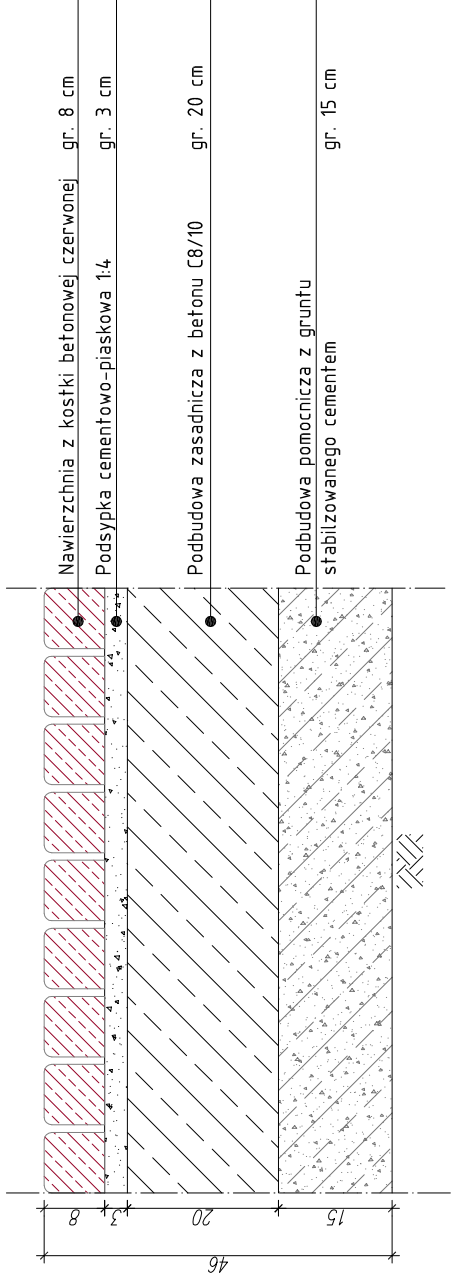 Nawierzchnia z kostki betonowej czerwonej gr. 8 cm
Podsypka cementowo-piaskowa 1:4 gr. 3 cm
Podbudowa zasadnicza z betonu C8/10 gr. 20 cm
Podbudowa pomocnicza z gruntu
stabilzowanego cementem gr. 15 cm
8
3
20
15
46